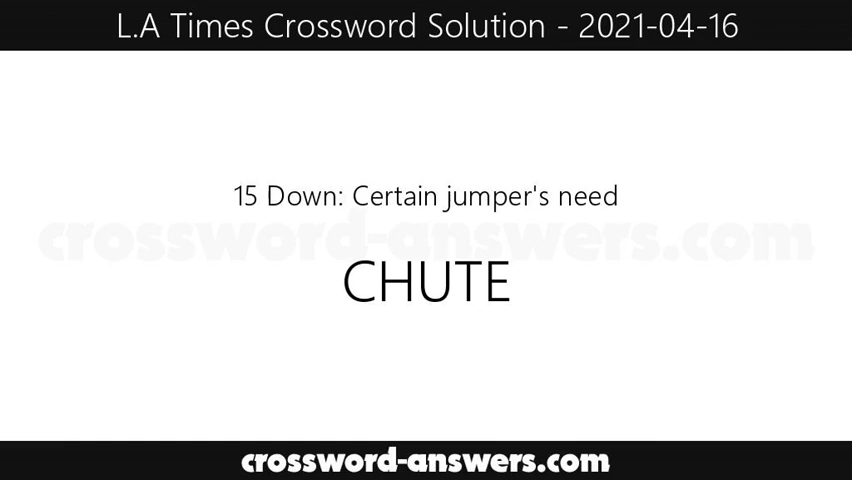 L.A Times Crossword Solution - 2021-04-16
15 Down: Certain jumper's need
crossword-answers.com
CHUTE
crossword-answers.com